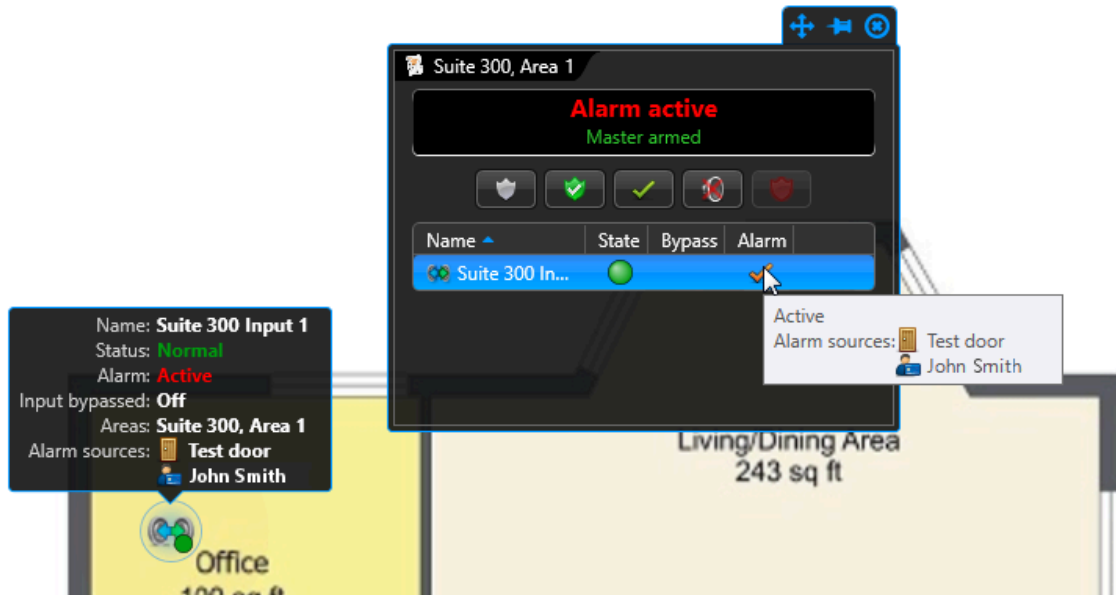 Suite 300, Area 1
Alarm active
Master armed
Name State Bypass Alarm
Suite 300 In...
Active
Alarm sources: Test door
John Smith
Name: Suite 300 Input 1
Status: Normal
Alarm: Active
Input bypassed: Off
Areas: Suite 300, Area 1
Alarm sources: Test door
John Smith
Living/Dining Area
243 sq ft
Office